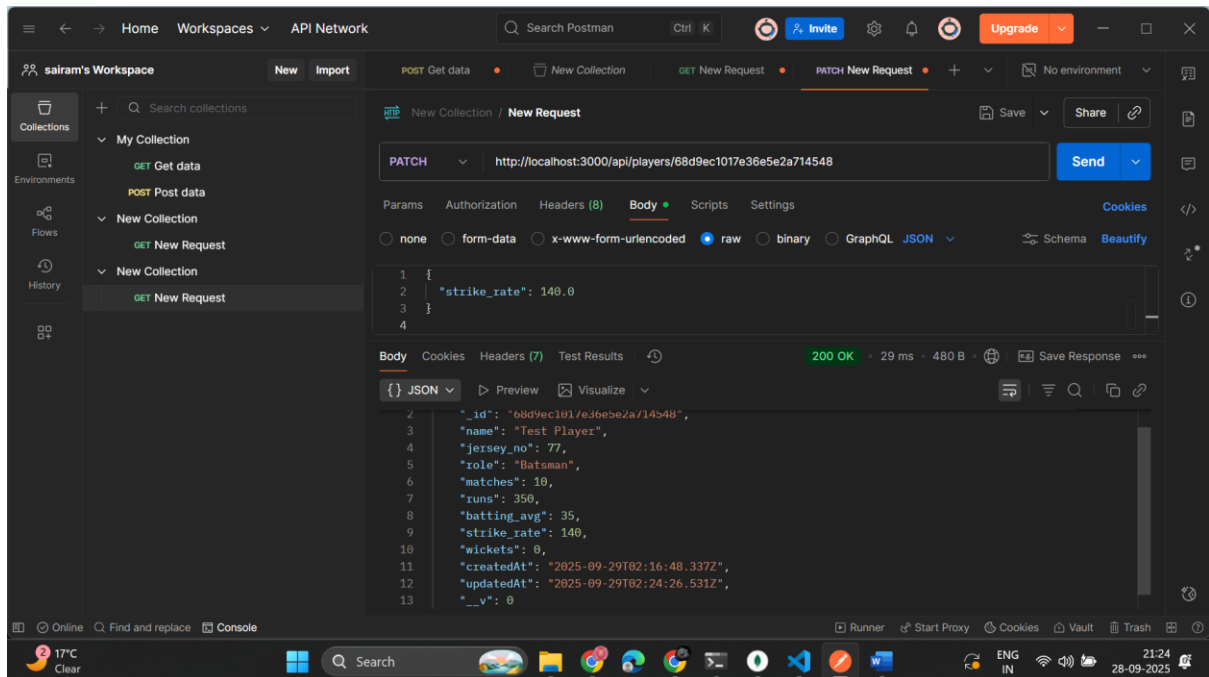 Home Workspaces API Network Search Postman Ctrl K Invite Upgrade
sairam's Workspace New Import POST Get data New Collection GET New Request PATCH New Request No environment
Collections
Environments
Flows
History
Search collections
My Collection
GET Get data
POST Post data
New Collection
GET New Request
New Collection
GET New Request
HTTP New Collection / New Request Save Share
PATCH http://localhost:3000/api/players/68d9ec1017e36e5e2a714548 Send
Params Authorization Headers (8) Body Scripts Settings Cookies
none form-data x-www-form-urlencoded raw binary GraphQL JSON Schema Beautify
1 {
2 "strike_rate": 140.0
3 }
4
Body Cookies Headers (7) Test Results 200 OK 29 ms 480 B Save Response
{} JSON Preview Visualize
2 "_id": "68d9ec1017e36e5e2a714548",
3 "name": "Test Player",
4 "jersey_no": 77,
5 "role": "Batsman",
6 "matches": 10,
7 "runs": 350,
8 "batting_avg": 35,
9 "strike_rate": 140,
10 "wickets": 0,
11 "createdAt": "2025-09-29T02:16:48.337Z",
12 "updatedAt": "2025-09-29T02:24:26.531Z",
13 "__v": 0
Online Find and replace Console Runner Start Proxy Cookies Vault Trash
2 17°C
Clear
Search
ENG
IN
21:24
28-09-2025